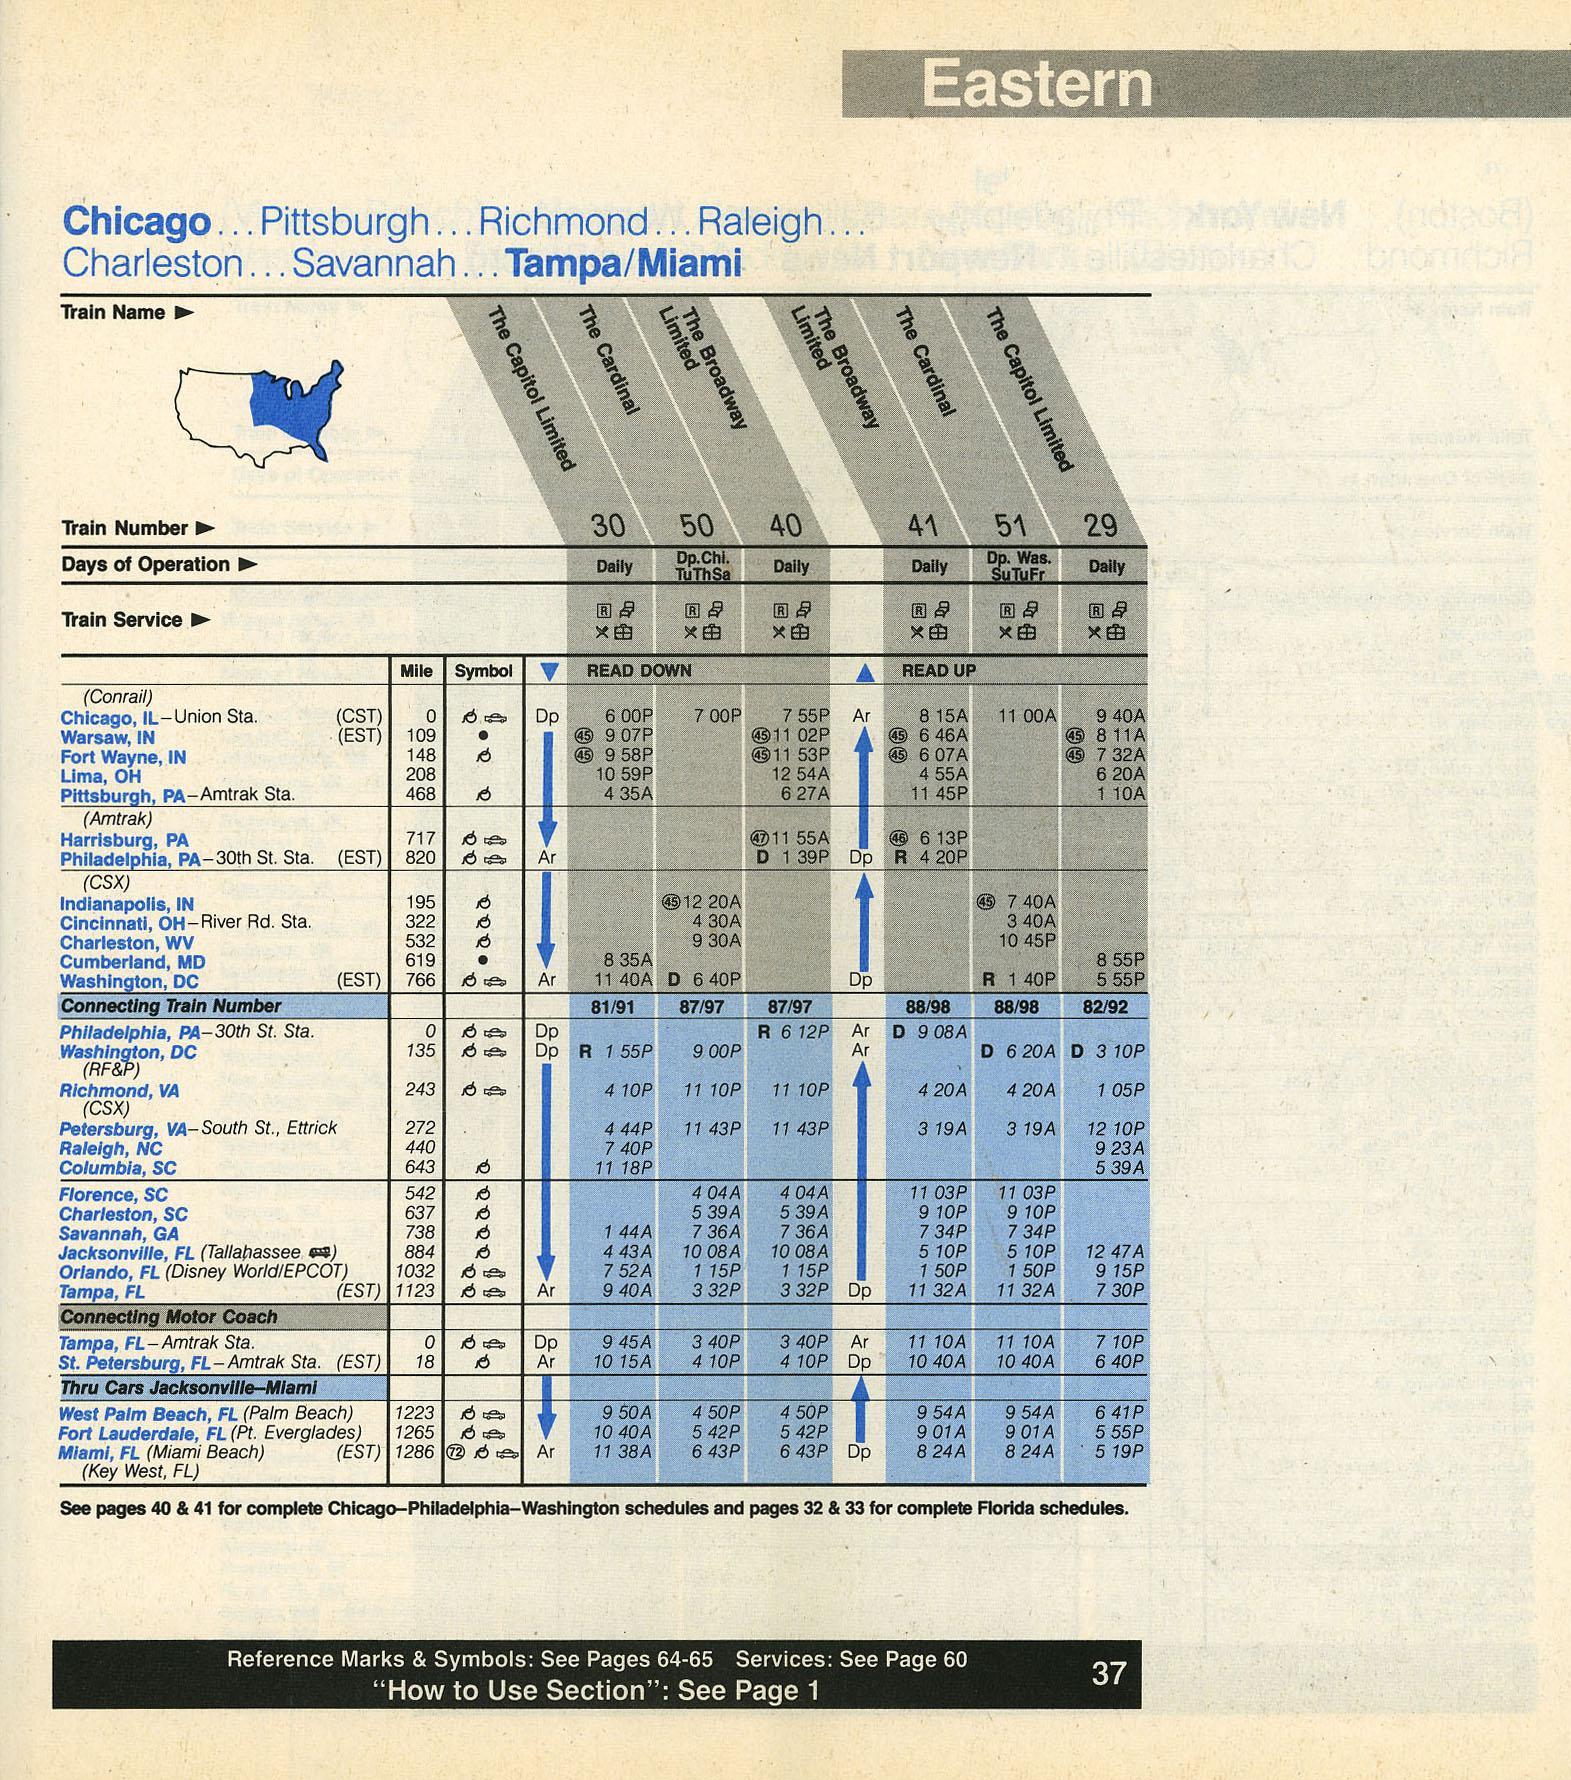 Eastern
Chicago...Pittsburgh...Richmond...Raleigh...
Charleston...Savannah...Tampa/Miami
Train Name ►
The Capitol Limited
The Cardinal
The Broadway Limited
The Broadway Limited
The Cardinal
The Capitol Limited
Train Number ► 30 50 40 41 51 29
Days of Operation ► Daily Dp.Chi. TuThSa Daily Daily Dp. Was. SuTuFr Daily
Train Service ► R R R R R R
Mile Symbol ▼ READ DOWN ▲ READ UP
(Conrail)
Chicago, IL–Union Sta. (CST) 0 Dp 6 00P 7 00P 7 55P Ar 8 15A 11 00A 9 40A
Warsaw, IN (EST) 109 ● 45 9 07P 45 11 02P 45 6 46A 45 8 11A
Fort Wayne, IN 148 45 9 58P 45 11 53P 45 6 07A 45 7 32A
Lima, OH 208 10 59P 12 54A 4 55A 6 20A
Pittsburgh, PA–Amtrak Sta. 468 4 35A 6 27A 11 45P 1 10A
(Amtrak)
Harrisburg, PA 717 47 11 55A 46 6 13P
Philadelphia, PA–30th St. Sta. (EST) 820 Ar D 1 39P Dp R 4 20P
(CSX)
Indianapolis, IN 195 45 12 20A 45 7 40A
Cincinnati, OH–River Rd. Sta. 322 4 30A 3 40A
Charleston, WV 532 9 30A 10 45P
Cumberland, MD 619 ● 8 35A 8 55P
Washington, DC (EST) 766 Ar 11 40A D 6 40P Dp R 1 40P 5 55P
Connecting Train Number 81/91 87/97 87/97 88/98 88/98 82/92
Philadelphia, PA–30th St. Sta. 0 Dp R 6 12P Ar D 9 08A
Washington, DC 135 Dp R 1 55P 9 00P Ar D 6 20A D 3 10P
(RF&P)
Richmond, VA 243 4 10P 11 10P 11 10P 4 20A 4 20A 1 05P
(CSX)
Petersburg, VA–South St., Ettrick 272 4 44P 11 43P 11 43P 3 19A 3 19A 12 10P
Raleigh, NC 440 7 40P 9 23A
Columbia, SC 643 11 18P 5 39A
Florence, SC 542 4 04A 4 04A 11 03P 11 03P
Charleston, SC 637 5 39A 5 39A 9 10P 9 10P
Savannah, GA 738 1 44A 7 36A 7 36A 7 34P 7 34P
Jacksonville, FL (Tallahassee ) 884 4 43A 10 08A 10 08A 5 10P 5 10P 12 47A
Orlando, FL (Disney World/EPCOT) 1032 7 52A 1 15P 1 15P 1 50P 1 50P 9 15P
Tampa, FL (EST) 1123 Ar 9 40A 3 32P 3 32P Dp 11 32A 11 32A 7 30P
Connecting Motor Coach
Tampa, FL–Amtrak Sta. 0 Dp 9 45A 3 40P 3 40P Ar 11 10A 11 10A 7 10P
St. Petersburg, FL–Amtrak Sta. (EST) 18 Ar 10 15A 4 10P 4 10P Dp 10 40A 10 40A 6 40P
Thru Cars Jacksonville–Miami
West Palm Beach, FL (Palm Beach) 1223 9 50A 4 50P 4 50P 9 54A 9 54A 6 41P
Fort Lauderdale, FL (Pt. Everglades) 1265 10 40A 5 42P 5 42P 9 01A 9 01A 5 55P
Miami, FL (Miami Beach) (EST) 1286 72 Ar 11 38A 6 43P 6 43P Dp 8 24A 8 24A 5 19P
(Key West, FL)
See pages 40 & 41 for complete Chicago–Philadelphia–Washington schedules and pages 32 & 33 for complete Florida schedules.
Reference Marks & Symbols: See Pages 64-65 Services: See Page 60
“How to Use Section”: See Page 1
37